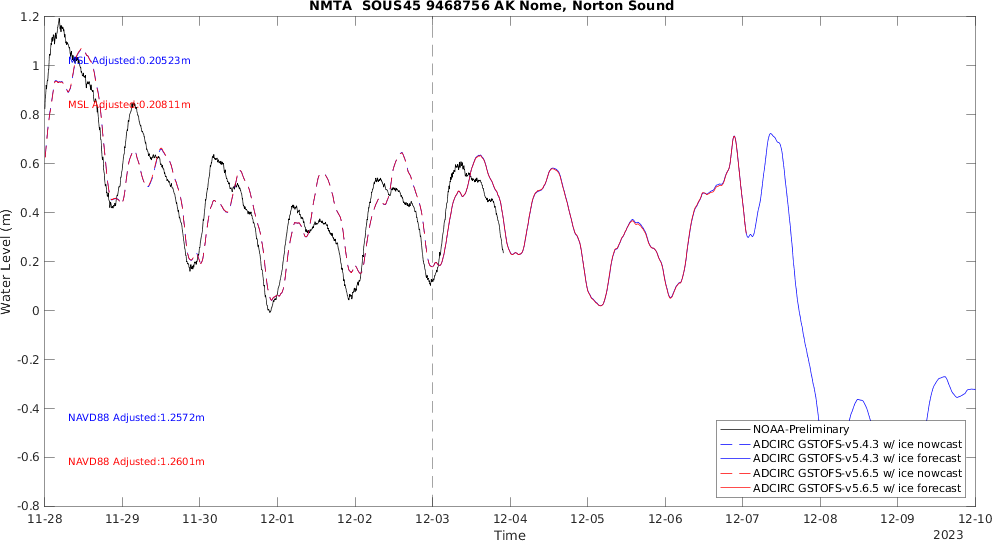 NMTA SOUS45 9468756 AK Nome, Norton Sound
1.2
1
0.8
0.6
0.4
0.2
0
-0.2
-0.4
-0.6
-0.8
Water Level (m)
MSL Adjusted:0.20523m
MSL Adjusted:0.20811m
NAVD88 Adjusted:1.2572m
NAVD88 Adjusted:1.2601m
NOAA-Preliminary
ADCIRC GSTOFS-v5.4.3 w/ ice nowcast
ADCIRC GSTOFS-v5.4.3 w/ ice forecast
ADCIRC GSTOFS-v5.6.5 w/ ice nowcast
ADCIRC GSTOFS-v5.6.5 w/ ice forecast
11-28 11-29 11-30 12-01 12-02 12-03 12-04 12-05 12-06 12-07 12-08 12-09 12-10
Time
2023